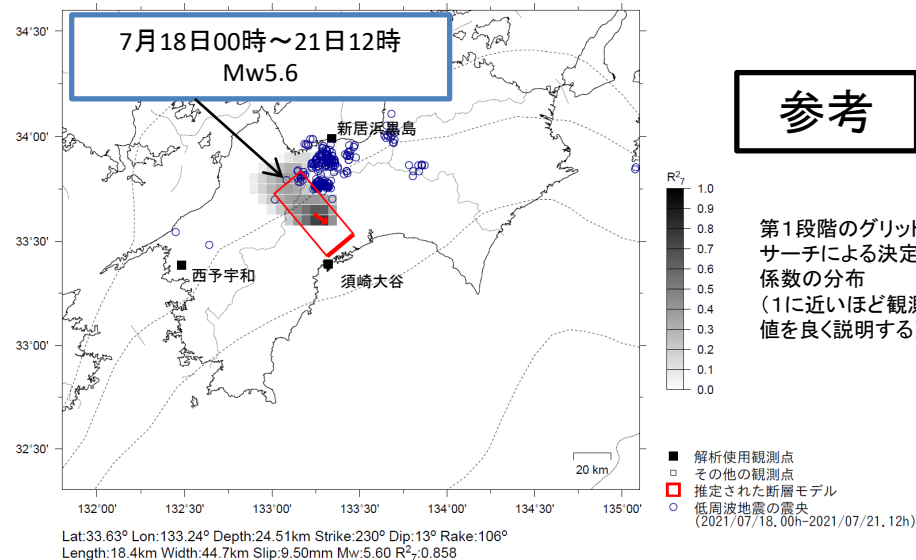 7月18日00時～21日12時
Mw5.6
参考
34°30'
34°00'
33°30'
33°00'
32°30'
新居浜黒島
西予宇和
須崎大谷
20 km
132°00'
132°30'
133°00'
133°30'
134°00'
134°30'
135°00'
R²₇
1.0
0.9
0.8
0.7
0.6
0.5
0.4
0.3
0.2
0.1
0.0
第1段階のグリッド
サーチによる決定
係数の分布
（1に近いほど観測
値を良く説明する
解析使用観測点
その他の観測点
推定された断層モデル
低周波地震の震央
(2021/07/18.00h-2021/07/21.12h)
Lat:33.63° Lon:133.24° Depth:24.51km Strike:230° Dip:13° Rake:106°
Length:18.4km Width:44.7km Slip:9.50mm Mw:5.60 R²₇:0.858